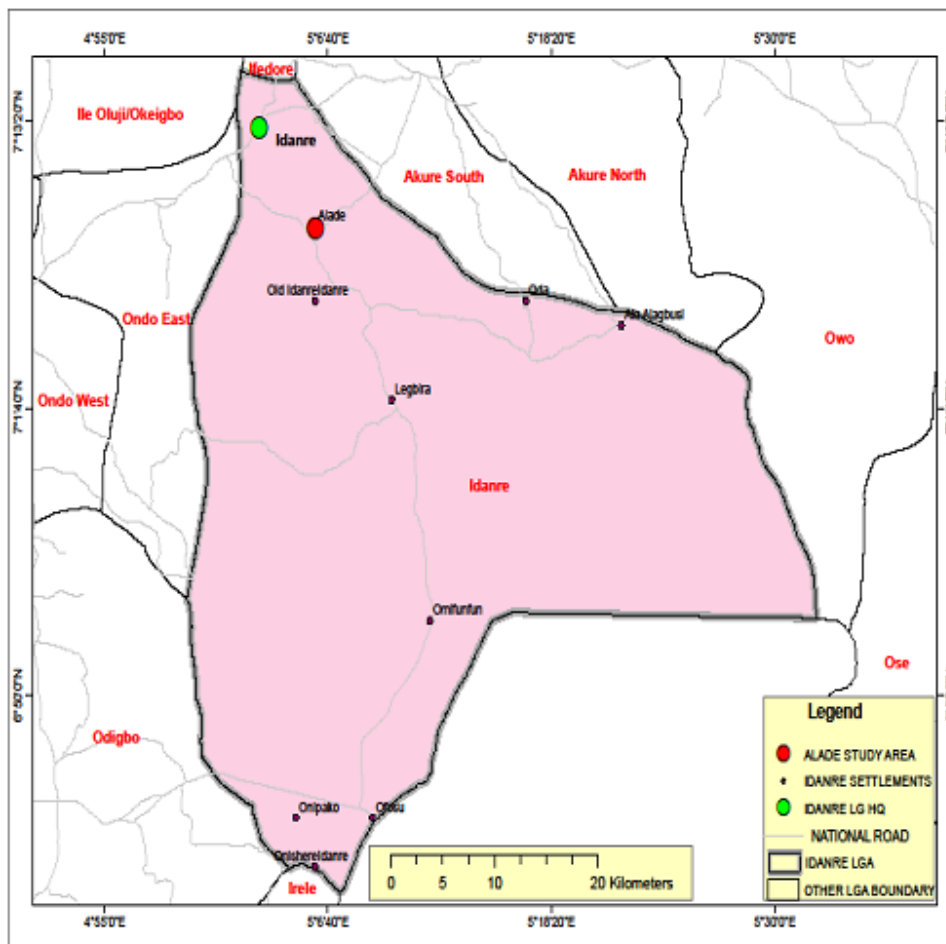 4°55'0"E 5°6'40"E 5°18'20"E 5°30'0"E
Ifedore
Ile Oluji/Okeigbo
7°13'20"N
Idanre
Akure South
Akure North
Alade
Old IdanreIdanre
Oda
Ala Ajagbusi
Ondo East
Owo
Ondo West
Legbira
7°1'40"N
Idanre
Omifunfun
Ose
6°50'0"N
Odigbo
Onipako
Ofosu
OnishereIdanre
Irele
0 5 10 20 Kilometers
Legend
ALADE STUDY AREA
IDANRE SETTLEMENTS
IDANRE LG HQ
NATIONAL ROAD
IDANRE LGA
OTHER LGA BOUNDARY
4°55'0"E 5°6'40"E 5°18'20"E 5°30'0"E